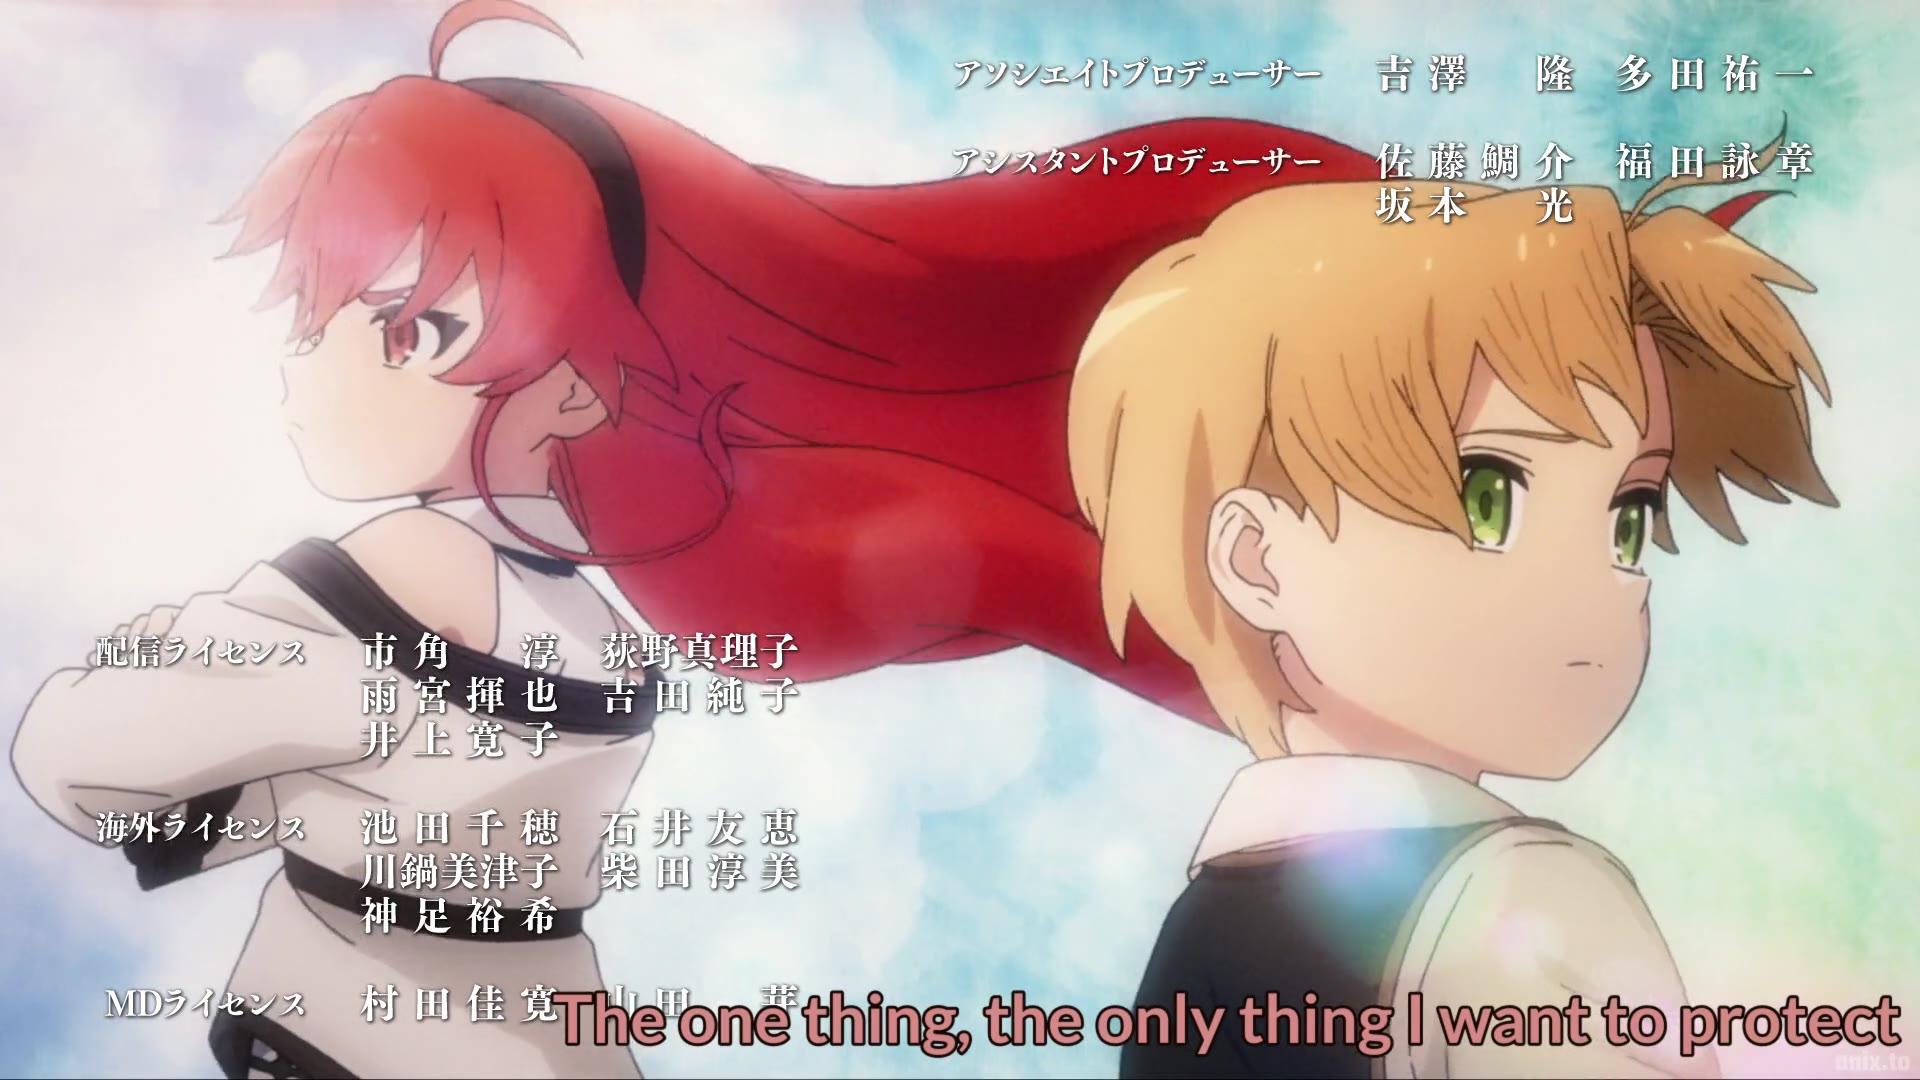 アソシエイトプロデューサー 吉澤 隆 多田祐一
アシスタントプロデューサー 佐藤鯛介 福田詠章
坂本 光
配信ライセンス 市角 淳 荻野真理子
雨宮揮也 吉田純子
井上寛子
海外ライセンス 池田千穂 石井友恵
川鍋美津子 柴田淳美
神足裕希
MDライセンス 村田佳寛 山田
The one thing, the only thing I want to protect
anix.to